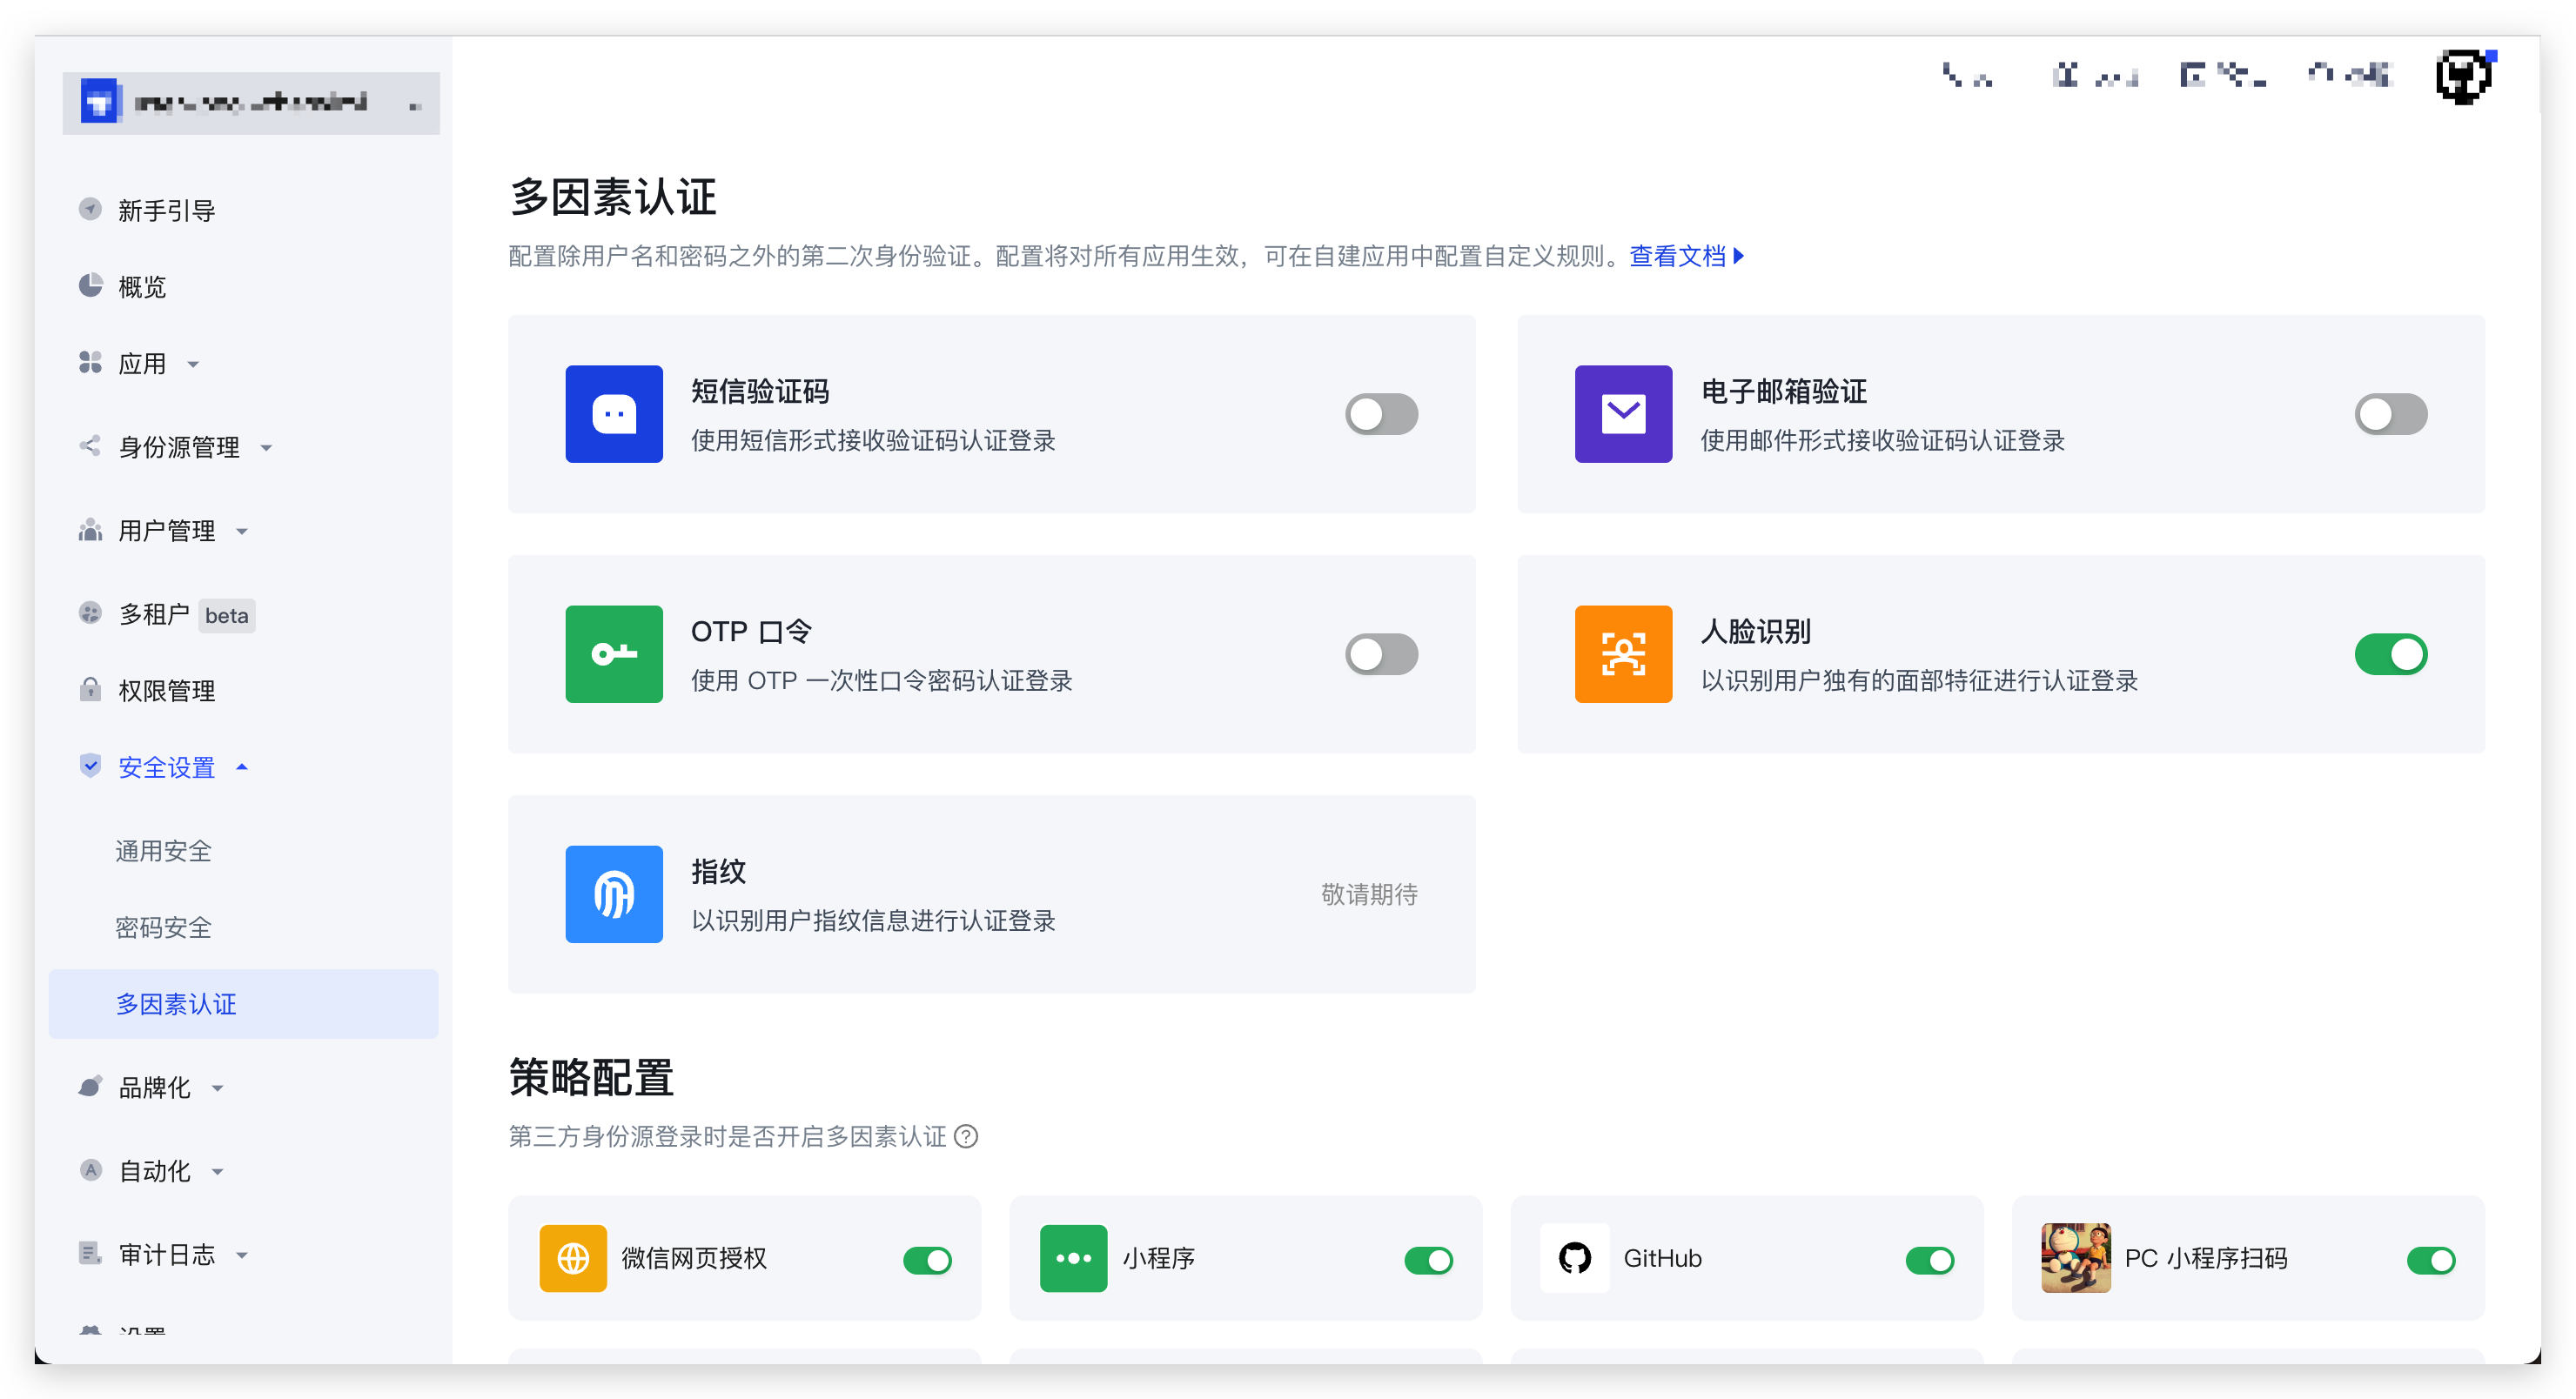 新手引导
概览
应用
身份源管理
用户管理
多租户 beta
权限管理
安全设置
通用安全
密码安全
多因素认证
品牌化
自动化
审计日志
设置
多因素认证
配置除用户名和密码之外的第二次身份验证。配置将对所有应用生效，可在自建应用中配置自定义规则。查看文档
短信验证码
使用短信形式接收验证码认证登录
电子邮箱验证
使用邮件形式接收验证码认证登录
OTP 口令
使用 OTP 一次性口令密码认证登录
人脸识别
以识别用户独有的面部特征进行认证登录
指纹
以识别用户指纹信息进行认证登录
敬请期待
策略配置
第三方身份源登录时是否开启多因素认证
微信网页授权
小程序
GitHub
PC 小程序扫码